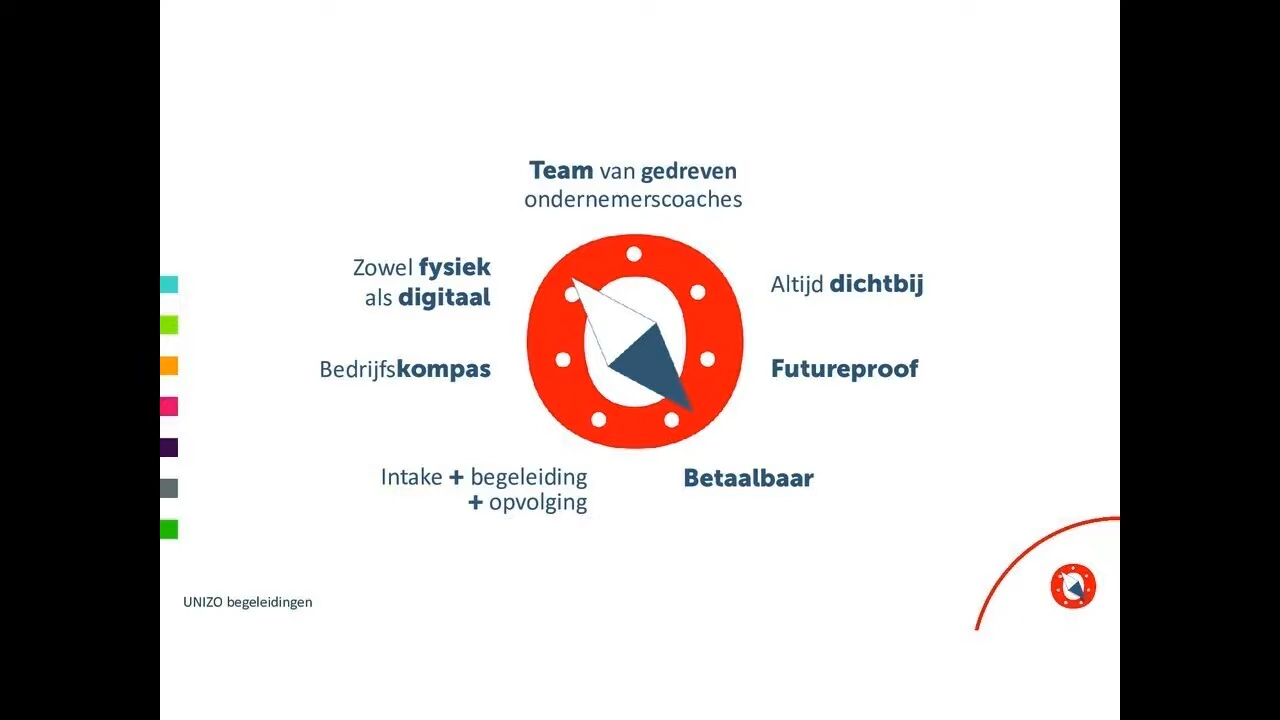 Team van gedreven
ondernemerscoaches
Zowel fysiek
als digitaal
Altijd dichtbij
Bedrijfskompas
Futureproof
Intake + begeleiding
+ opvolging
Betaalbaar
UNIZO begeleidingen